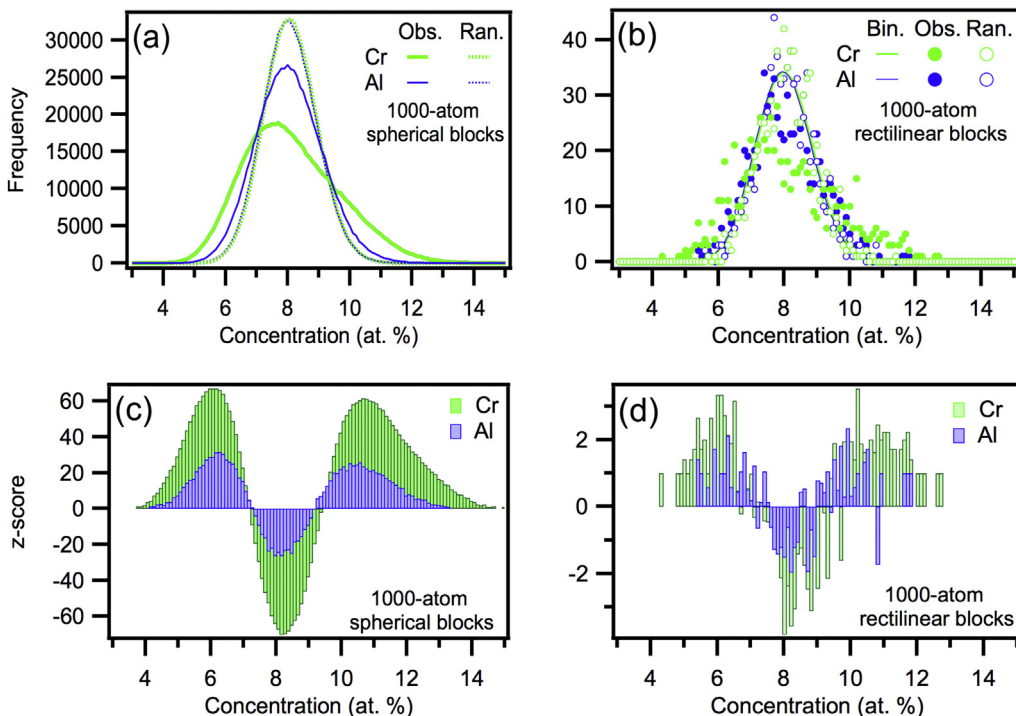 (a)
Obs. Ran.
Cr
Al
1000-atom
spherical blocks
Frequency
30000
25000
20000
15000
10000
5000
0
4 6 8 10 12 14
Concentration (at. %)
(b)
Bin. Obs. Ran.
Cr
Al
1000-atom
rectilinear blocks
40
30
20
10
0
4 6 8 10 12 14
Concentration (at. %)
(c)
Cr
Al
1000-atom
spherical blocks
z-score
60
40
20
0
-20
-40
-60
4 6 8 10 12 14
Concentration (at. %)
(d)
Cr
Al
1000-atom
rectilinear blocks
2
0
-2
4 6 8 10 12 14
Concentration (at. %)